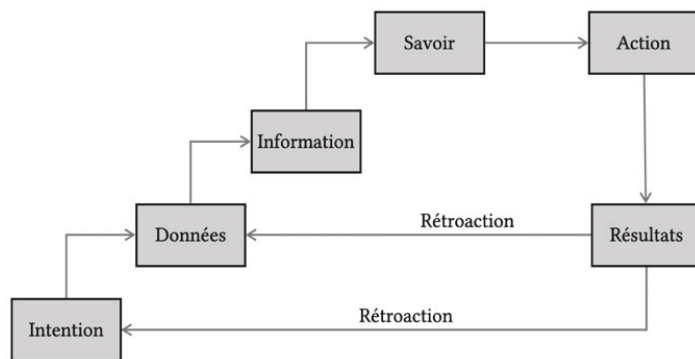 Savoir
Action
Information
Données
Rétroaction
Résultats
Intention
Rétroaction